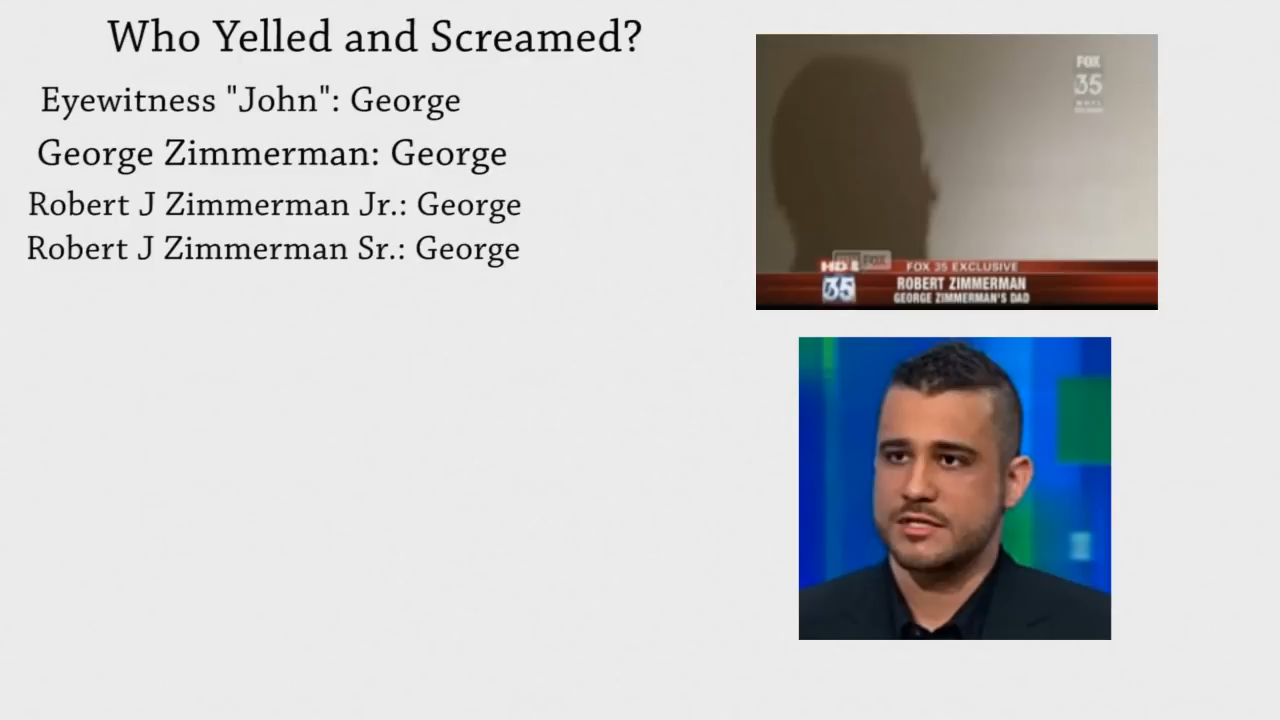 Who Yelled and Screamed?
Eyewitness "John": George
George Zimmerman: George
Robert J Zimmerman Jr.: George
Robert J Zimmerman Sr.: George
FOX
35
HD
35
FOX
FOX 35 EXCLUSIVE
ROBERT ZIMMERMAN
GEORGE ZIMMERMAN'S DAD